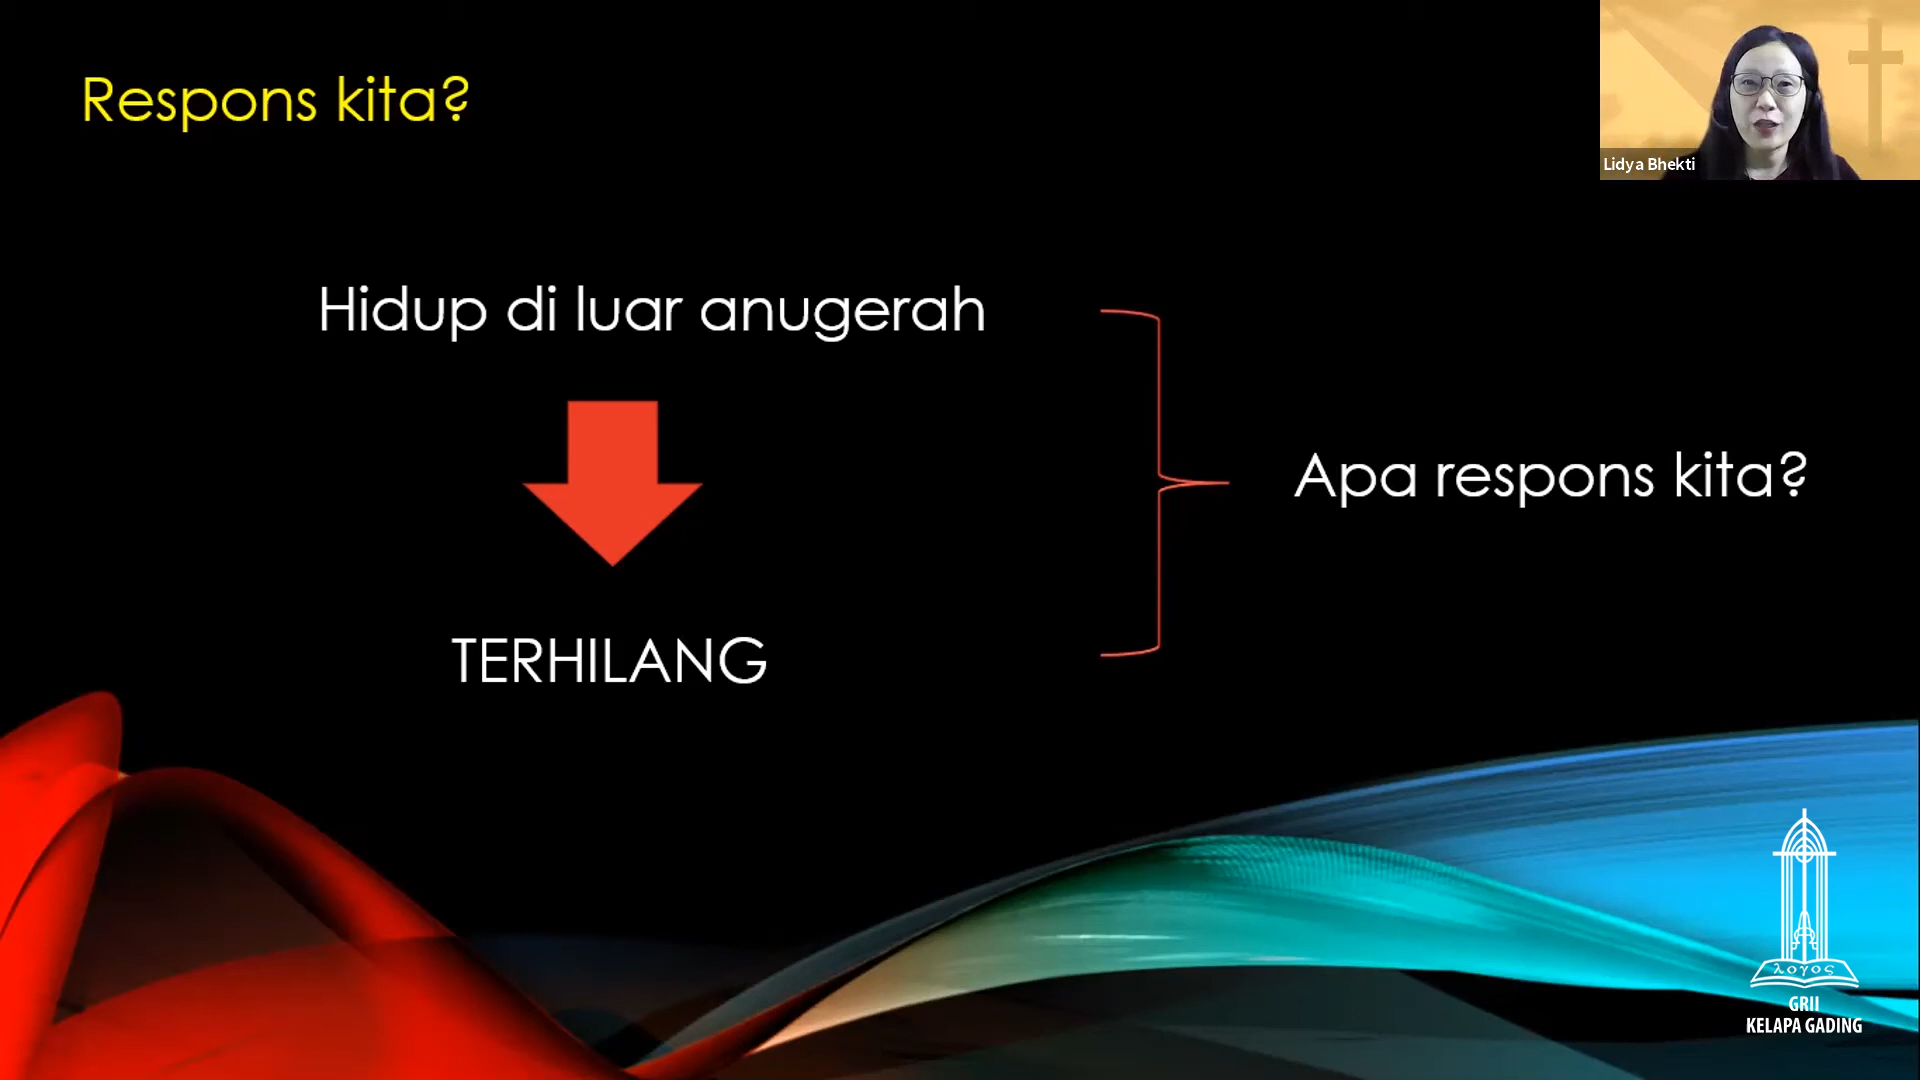 Respons kita?
Lidya Bhekti
Hidup di luar anugerah
Apa respons kita?
TERHILANG
λογος
GRII
KELAPA GADING